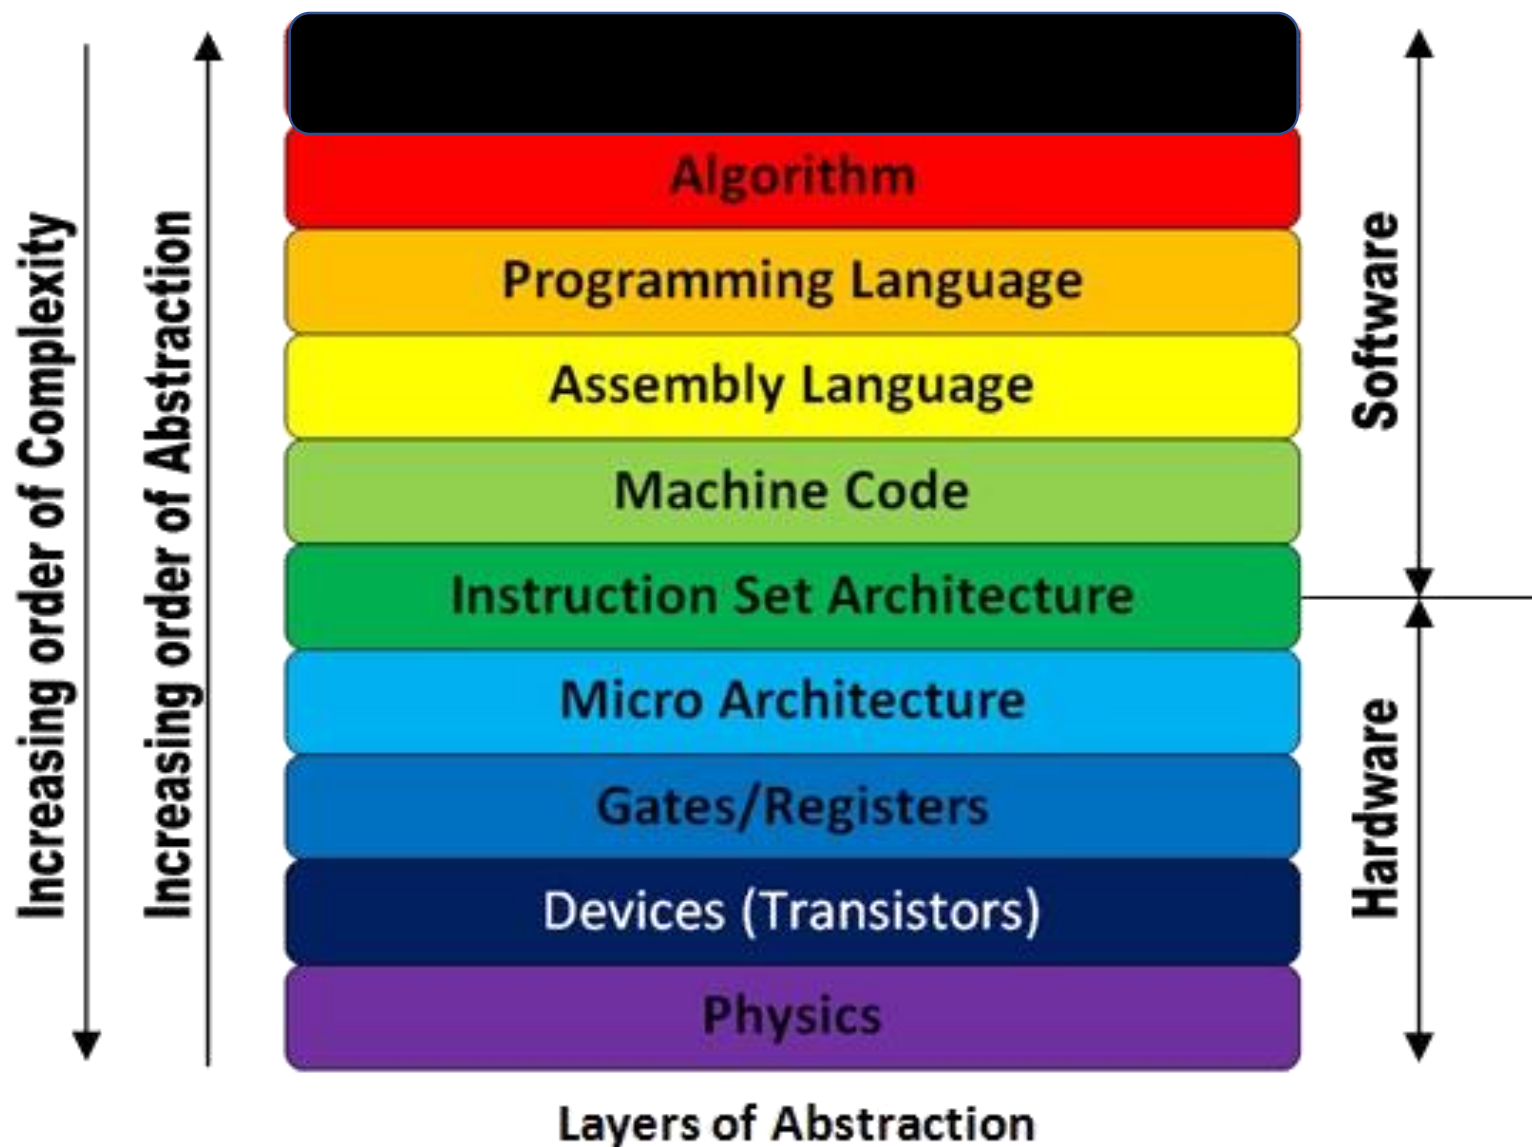 Increasing order of Complexity
Increasing order of Abstraction
Algorithm
Programming Language
Assembly Language
Machine Code
Instruction Set Architecture
Micro Architecture
Gates/Registers
Devices (Transistors)
Physics
Software
Hardware
Layers of Abstraction